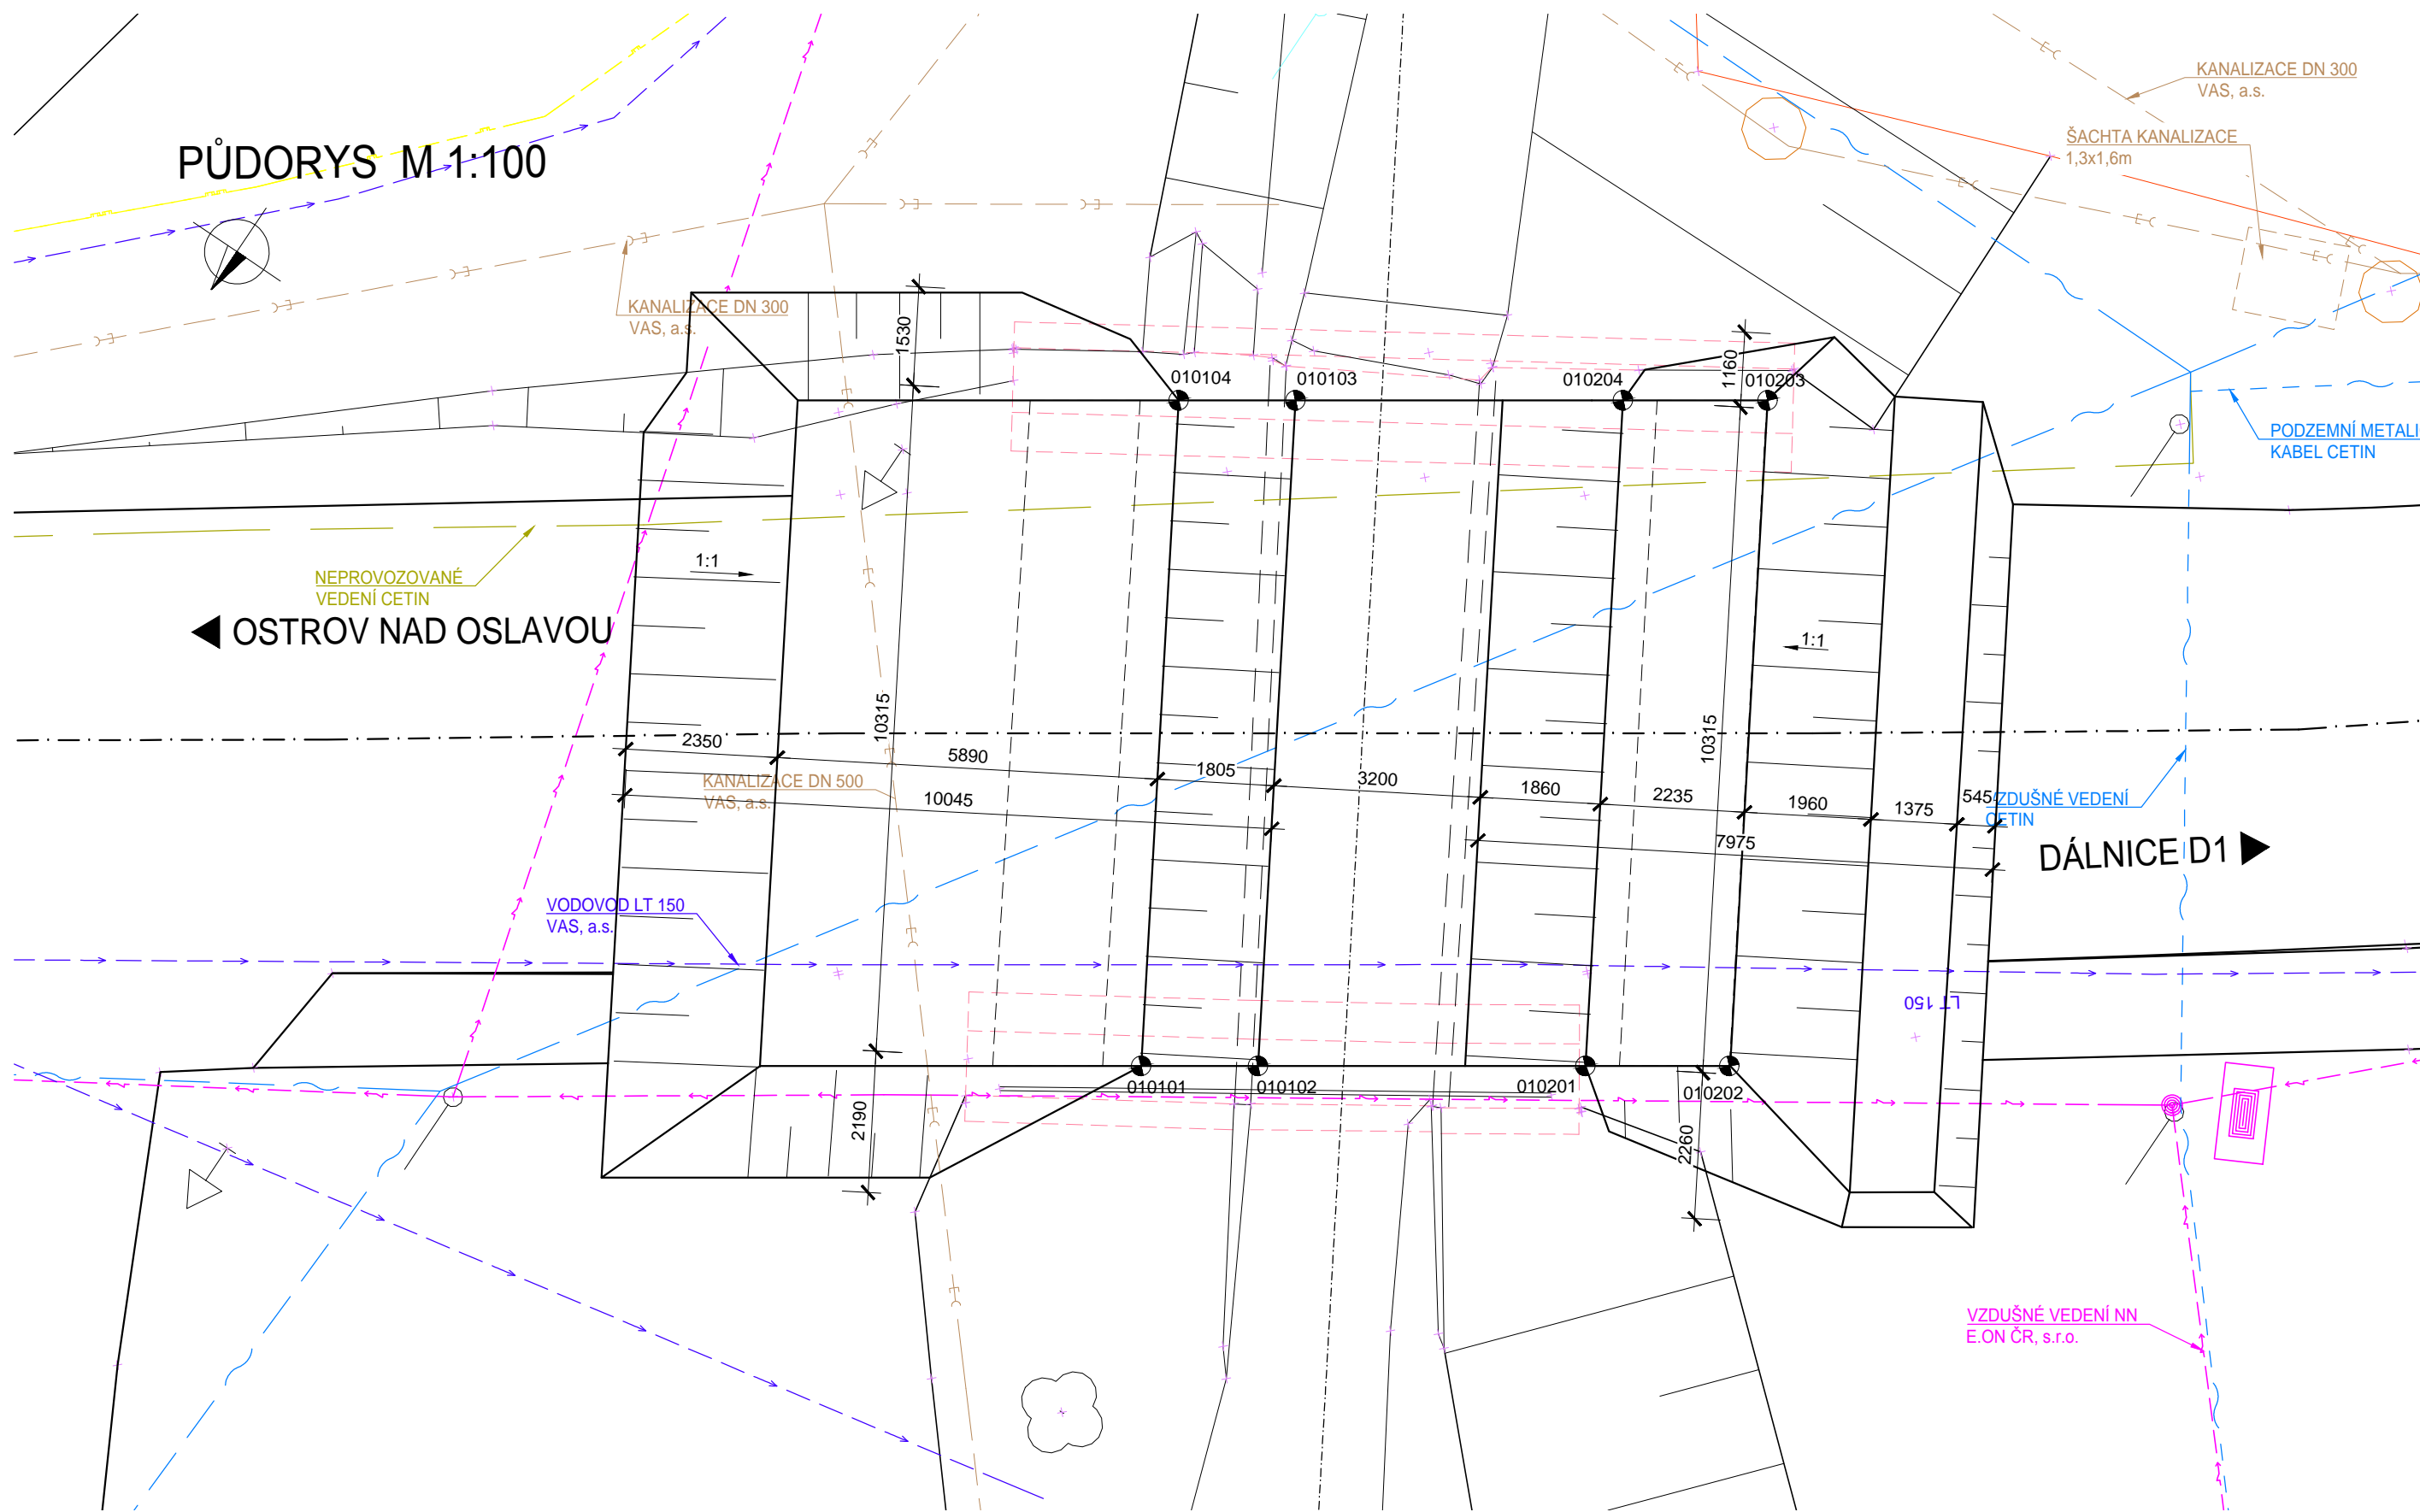 KANALIZACE DN 300
VAS, a.s.
ŠACHTA KANALIZACE
1,3x1,6m
PŮDORYS M 1:100
KANALIZACE DN 300
VAS, a.s.
1530
1160
010104
010103
010204
010203
PODZEMNÍ METALI
KABEL CETIN
1:1
NEPROVOZOVANÉ
VEDENÍ CETIN
OSTROV NAD OSLAVOU
1:1
10315
10315
2350
5890
1805
3200
1860
2235
1960
1375
545
KANALIZACE DN 500
VAS, a.s.
10045
7975
VZDUŠNÉ VEDENÍ
CETIN
DÁLNICE D1
VODOVOD LT 150
VAS, a.s.
LT 150
010101
010102
010201
010202
2190
2260
VZDUŠNÉ VEDENÍ NN
E.ON ČR, s.r.o.